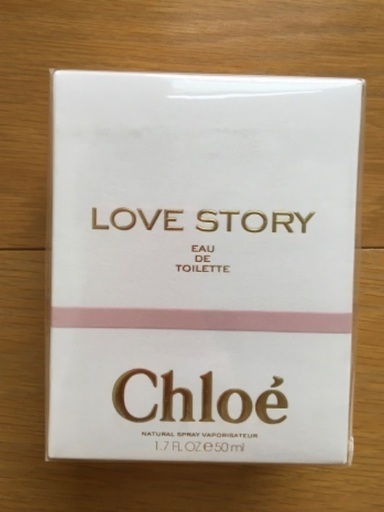 LOVE STORY
EAU
DE
TOILETTE
Chloé
NATURAL SPRAY VAPORISATEUR
1.7 FL OZ ℮ 50 ml